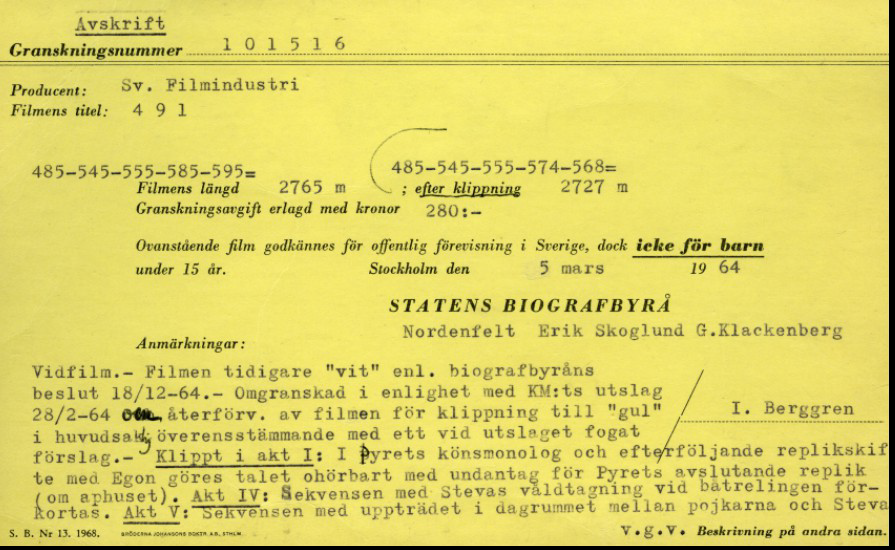 Avskrift
Granskningsnummer 101516
Producent: Sv. Filmindustri
Filmens titel: 4 9 1
485-545-555-585-595= 485-545-555-574-568=
Filmens längd 2765 m ; efter klippning 2727 m
Granskningsavgift erlagd med kronor 280:-
Ovanstående film godkännes för offentlig förevisning i Sverige, dock icke för barn
under 15 år. Stockholm den 5 mars 19 64
STATENS BIOGRAFBYRÅ
Nordenfelt Erik Skoglund G.Klackenberg
Anmärkningar:
Vidfilm.- Filmen tidigare "vit" enl. biografbyråns
beslut 18/12-64.- Omgranskad i enlighet med KM:ts utslag
28/2-64 om återförv. av filmen för klippning till "gul"
I. Berggren
i huvudsak överensstämmande med ett vid utslaget fogat
förslag.- Klippt i akt I: I Pyrets könsmonolog och efterföljande replikskif
te med Egon göres talet ohörbart med undantag för Pyrets avslutande replik
(om aphuset). Akt IV: Sekvensen med Stevas våldtagning vid båtrelingen för-
kortas. Akt V: Sekvensen med uppträdet i dagrummet mellan pojkarna och Steva
S. B. Nr 13. 1968. BRÖDERNA JOHANSONS BOKTR. A.B., STHLM. V.g.V. Beskrivning på andra sidan.